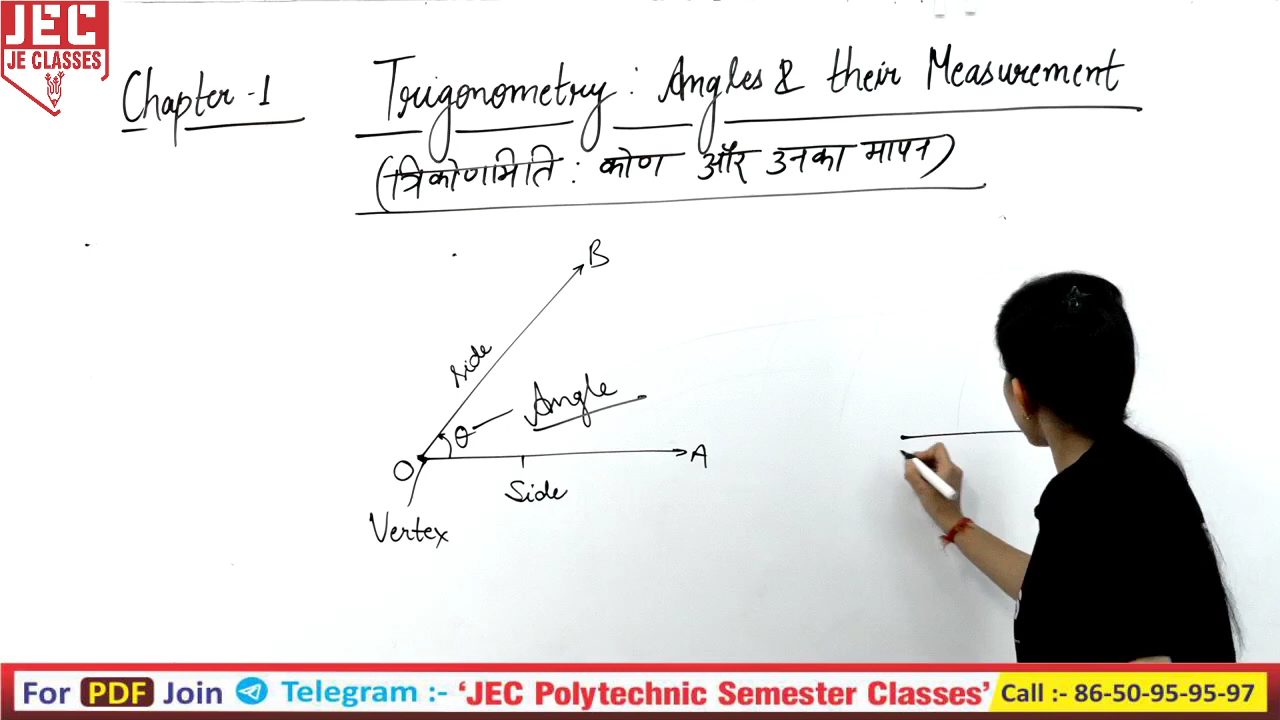 JEC
JE CLASSES
Chapter-1
Trigonometry: Angles & their Measurement
(त्रिकोणमिति : कोण और उनका मापन)
B
Side
Angle
θ
O
A
Side
Vertex
For PDF Join Telegram :- ‘JEC Polytechnic Semester Classes’ Call :- 86-50-95-95-97